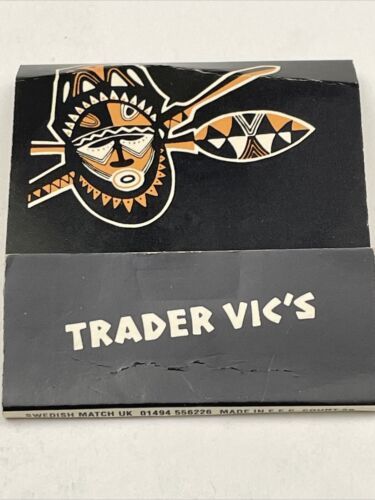 TRADER VIC'S
SWEDISH MATCH UK 01494 556226 MADE IN E.E.C.